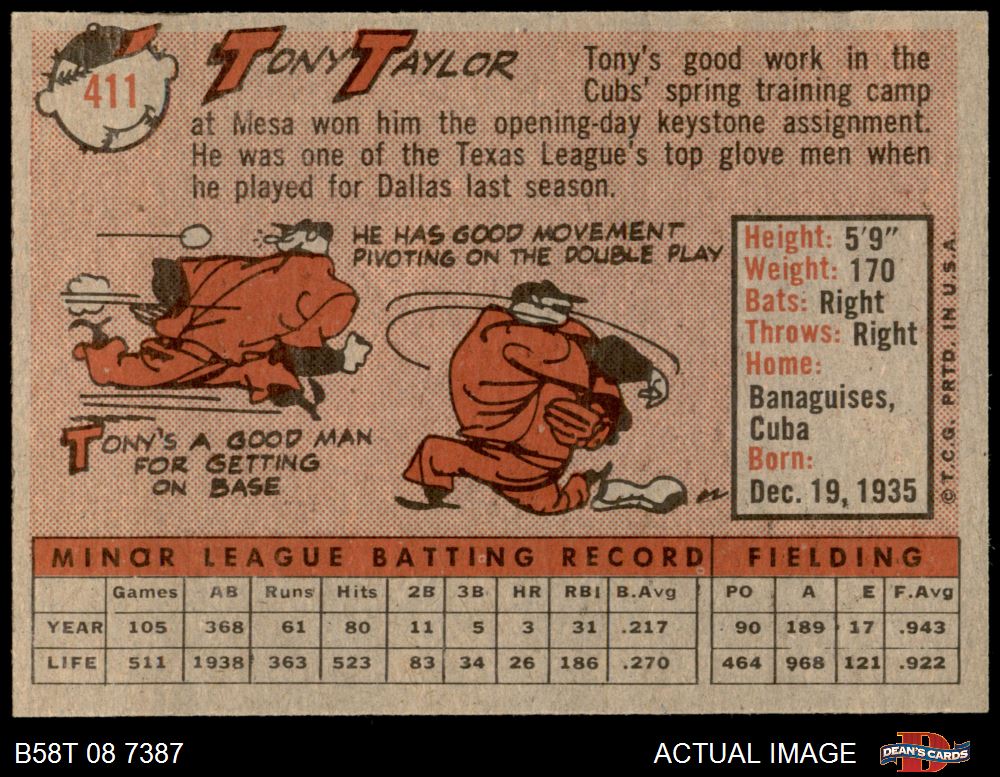 411
TONY TAYLOR
Tony's good work in the
Cubs' spring training camp
at Mesa won him the opening-day keystone assignment.
He was one of the Texas League's top glove men when
he played for Dallas last season.
HE HAS GOOD MOVEMENT
PIVOTING ON THE DOUBLE PLAY
TONY'S A GOOD MAN
FOR GETTING
ON BASE
Height: 5'9"
Weight: 170
Bats: Right
Throws: Right
Home:
Banaguises,
Cuba
Born:
Dec. 19, 1935
© T.C.G. PRTD. IN U.S.A.
MINOR LEAGUE BATTING RECORD FIELDING
Games AB Runs Hits 2B 3B HR RBI B.Avg PO A E F.Avg
YEAR 105 368 61 80 11 5 3 31 .217 90 189 17 .943
LIFE 511 1938 363 523 83 34 26 186 .270 464 968 121 .922
B58T 08 7387
ACTUAL IMAGE
D
DEAN'S CARDS